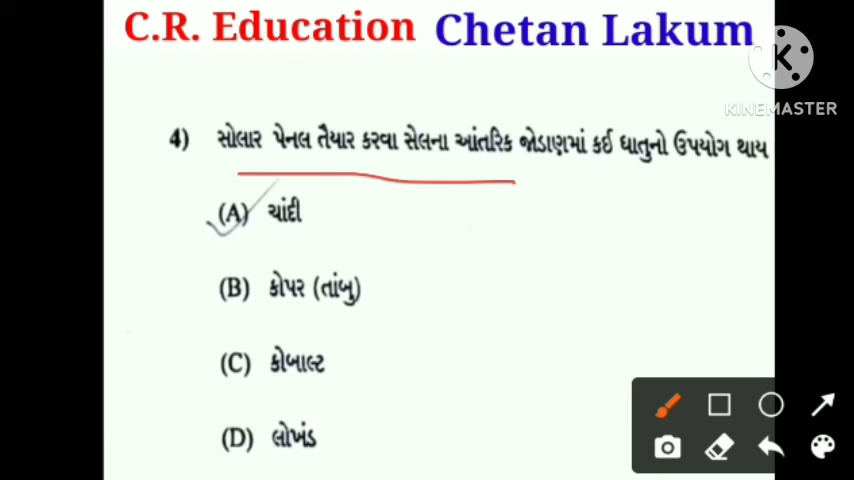 C.R. Education Chetan Lakum
K
KINEMASTER
4) સોલાર પેનલ તૈયાર કરવા સેલના આંતરિક જોડાણમાં કઈ ધાતુનો ઉપયોગ થાય
(A) ચાંદી
(B) કોપર (તાંબુ)
(C) કોબાલ્ટ
(D) લોખંડ